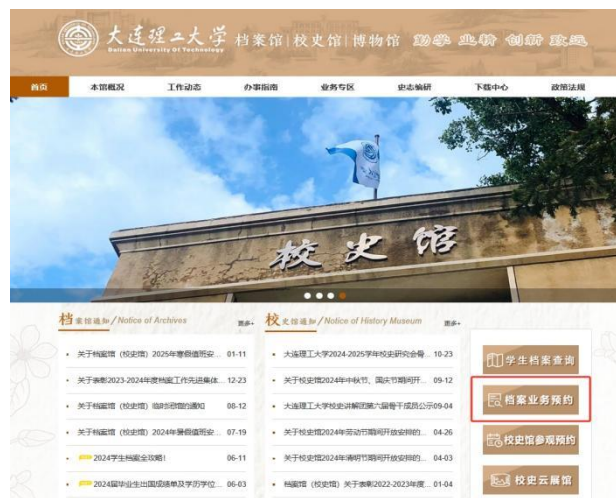 大连理工大学 档案馆|校史馆|博物馆 勤学 业精 创新 致远
Dalian University Of Technology
首页 本馆概况 工作动态 办事指南 业务专区 史志编研 下载中心 政策法规
校史馆
档案馆通知/Notice of Archives 更多+
关于档案馆（校史馆）2025年寒假值班安... 01-11
关于表彰2023-2024年度档案工作先进集体... 12-23
关于档案馆（校史馆）临时闭馆的通知 08-12
关于档案馆（校史馆）2024年暑假值班安... 07-19
2024学生档案全攻略! 06-11
2024届毕业生出国成绩单及学历学位... 06-03
校史馆通知/Notice of History Museum 更多+
大连理工大学2024-2025学年校史研究会骨... 10-23
关于校史馆2024年中秋节、国庆节期间开... 09-12
大连理工大学校史讲解团第六届骨干成员公示 09-04
关于校史馆2024年劳动节期间开放安排的... 04-26
关于校史馆2024年清明节期间开放安排的... 04-03
档案馆（校史馆）关于表彰2022-2023年度... 01-04
学生档案查询
档案业务预约
校史馆参观预约
校史云展馆